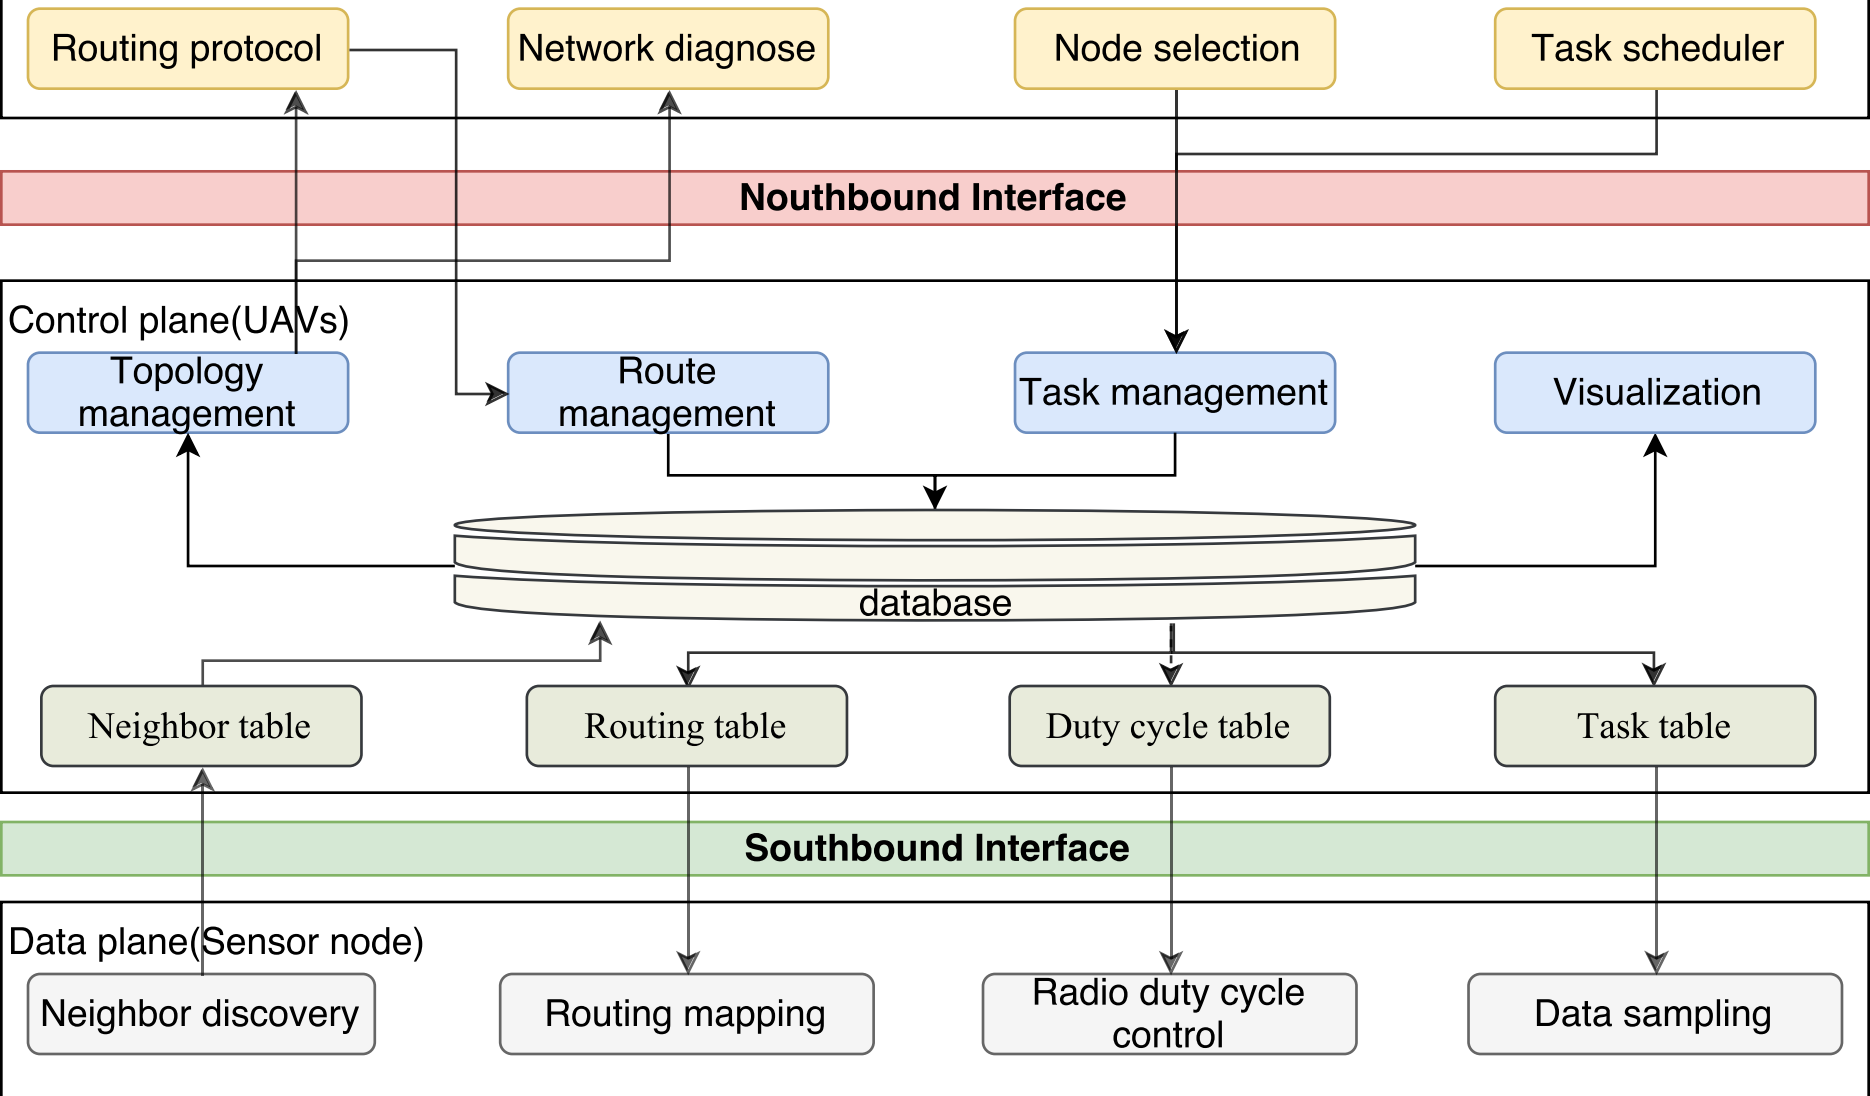 Routing protocol
Network diagnose
Node selection
Task scheduler
Nouthbound Interface
Control plane(UAVs)
Topology
management
Route
management
Task management
Visualization
database
Neighbor table
Routing table
Duty cycle table
Task table
Southbound Interface
Data plane(Sensor node)
Neighbor discovery
Routing mapping
Radio duty cycle
control
Data sampling